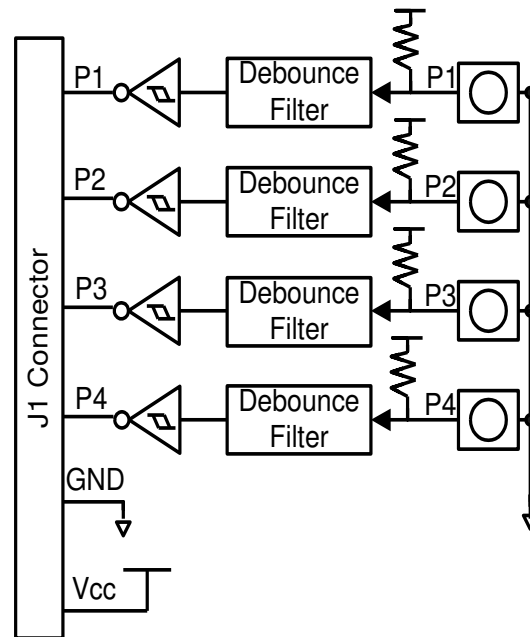 P1
Debounce
Filter
P1
P2
Debounce
Filter
P2
P3
Debounce
Filter
P3
P4
Debounce
Filter
P4
J1 Connector
GND
Vcc